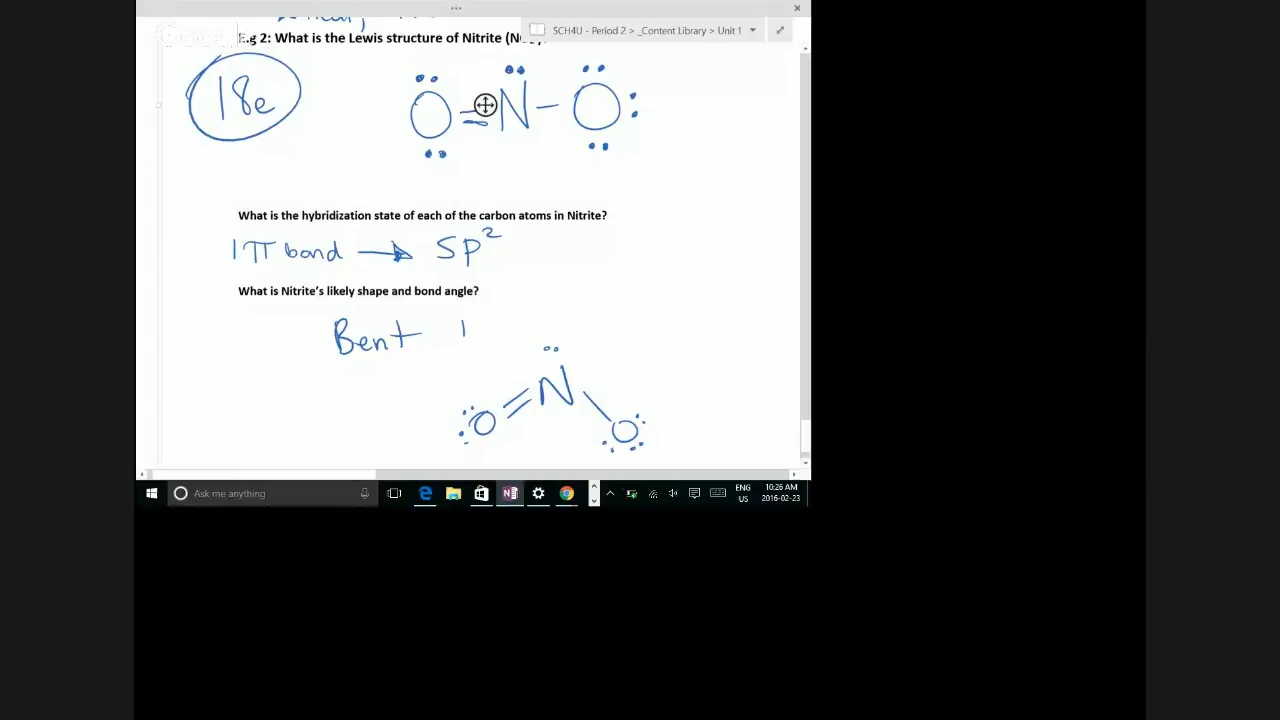 SCH4U - Period 2 > _Content Library > Unit 1
E.g 2: What is the Lewis structure of Nitrite
18e
O = N - O
What is the hybridization state of each of the carbon atoms in Nitrite?
1 π bond → SP²
What is Nitrite's likely shape and bond angle?
Bent 1
N
O O
Ask me anything
ENG 10:26 AM
US 2016-02-23